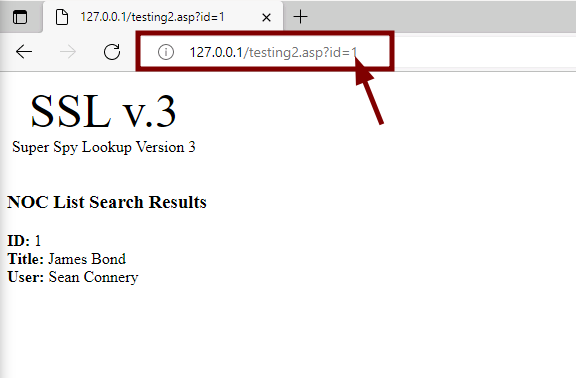 127.0.0.1/testing2.asp?id=1
127.0.0.1/testing2.asp?id=1
SSL v.3
Super Spy Lookup Version 3
NOC List Search Results
ID: 1
Title: James Bond
User: Sean Connery